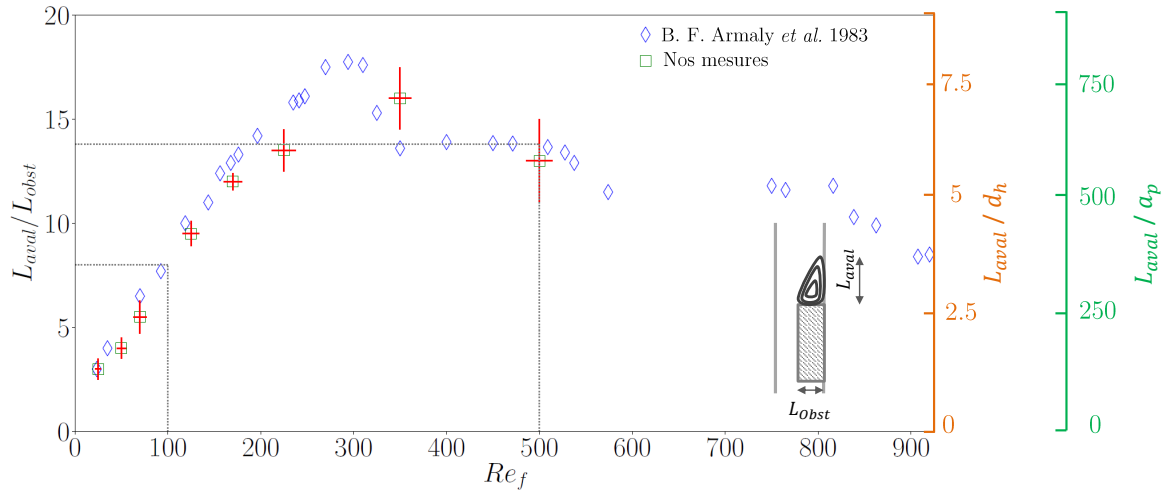 20
15
10
5
0
L_aval/L_obst
0 100 200 300 400 500 600 700 800 900
Re_f
B. F. Armaly et al. 1983
Nos mesures
L_aval
L_Obst
7.5
5
2.5
0
L_aval / d_h
750
500
250
0
L_aval / a_p